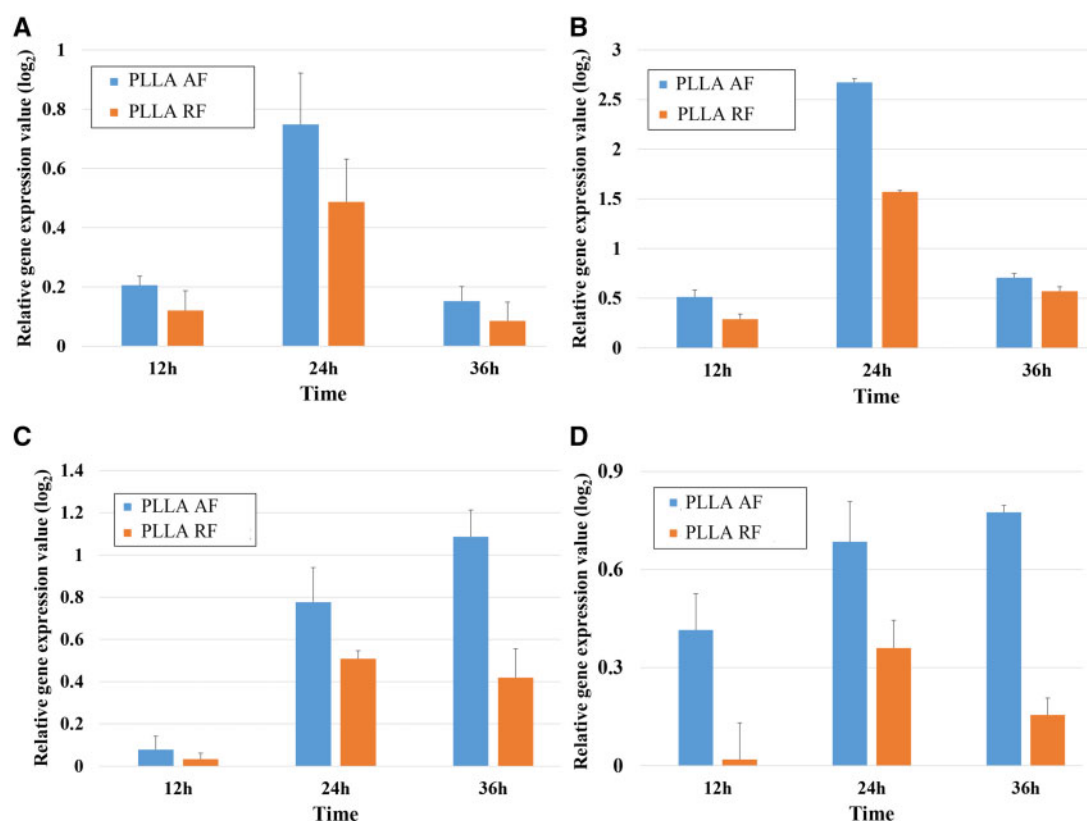 A
Relative gene expression value (log2)
1
0.8
0.6
0.4
0.2
0
PLLA AF
PLLA RF
12h
24h
36h
Time
B
Relative gene expression value (log2)
3
2.5
2
1.5
1
0.5
0
PLLA AF
PLLA RF
12h
24h
36h
Time
C
Relative gene expression value (log2)
1.4
1.2
1
0.8
0.6
0.4
0.2
0
PLLA AF
PLLA RF
12h
24h
36h
Time
D
Relative gene expression value (log2)
0.9
0.6
0.3
0
PLLA AF
PLLA RF
12h
24h
36h
Time